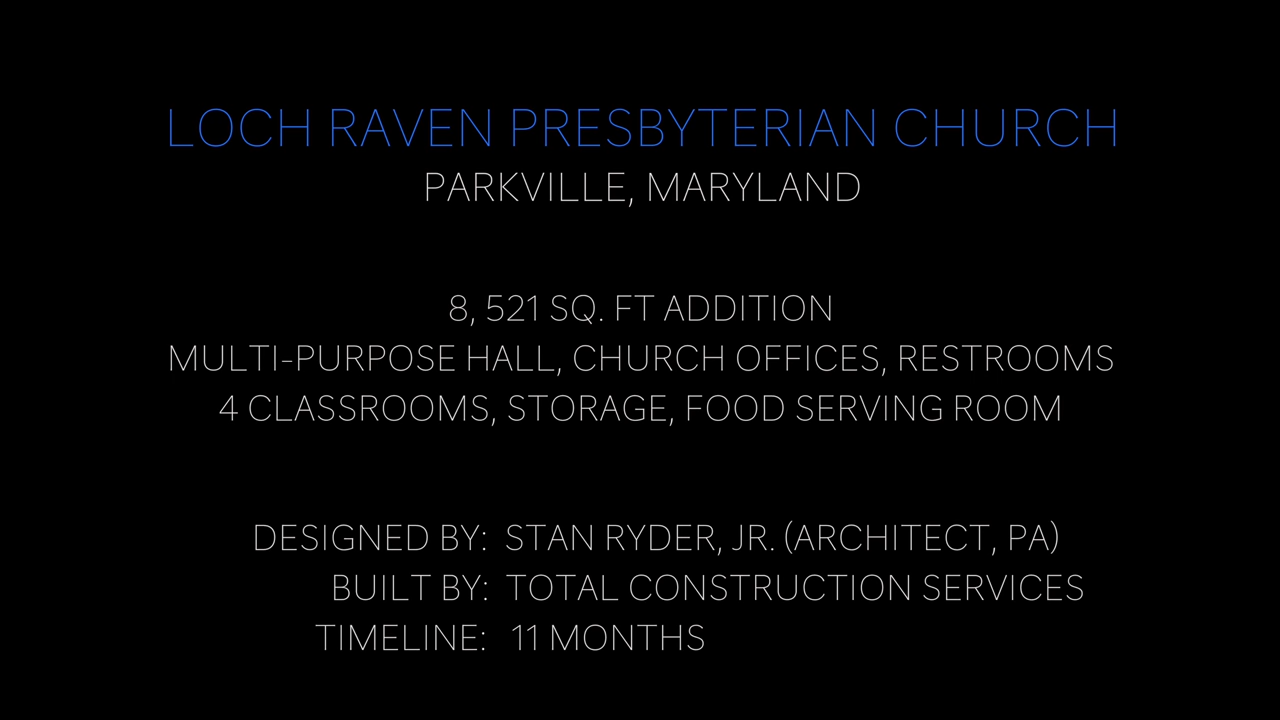 LOCH RAVEN PRESBYTERIAN CHURCH
PARKVILLE, MARYLAND
8, 521 SQ. FT ADDITION
MULTI-PURPOSE HALL, CHURCH OFFICES, RESTROOMS
4 CLASSROOMS, STORAGE, FOOD SERVING ROOM
DESIGNED BY: STAN RYDER, JR. (ARCHITECT, PA)
BUILT BY: TOTAL CONSTRUCTION SERVICES
TIMELINE: 11 MONTHS